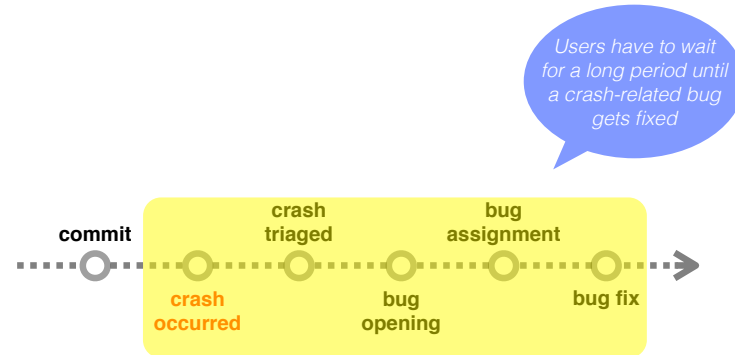 Users have to wait
for a long period until
a crash-related bug
gets fixed
commit
crash
occurred
crash
triaged
bug
opening
bug
assignment
bug fix